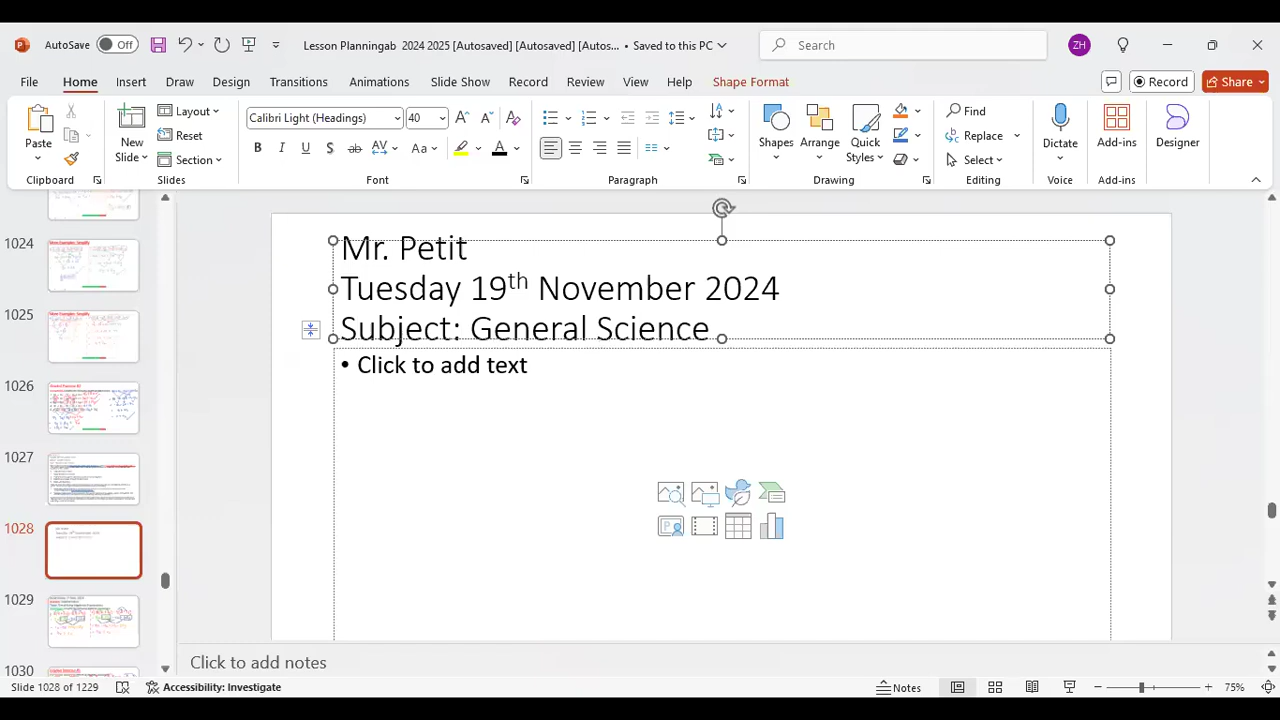 AutoSave Off Lesson Planningab 2024 2025 [Autosaved] [Autosaved] [Autos... • Saved to this PC Search ZH
File Home Insert Draw Design Transitions Animations Slide Show Record Review View Help Shape Format Record Share
Paste
New Slide
Layout
Reset
Section
Calibri Light (Headings) 40
B I U S ab AV Aa A
Shapes Arrange Quick Styles
Find
Replace
Select
Dictate Add-ins Designer
Clipboard Slides Font Paragraph Drawing Editing Voice Add-ins
1024
1025
1026
1027
1028
1029
1030
Mr. Petit
Tuesday 19th November 2024
Subject: General Science
• Click to add text
Click to add notes
Slide 1028 of 1229 Accessibility: Investigate Notes 75%